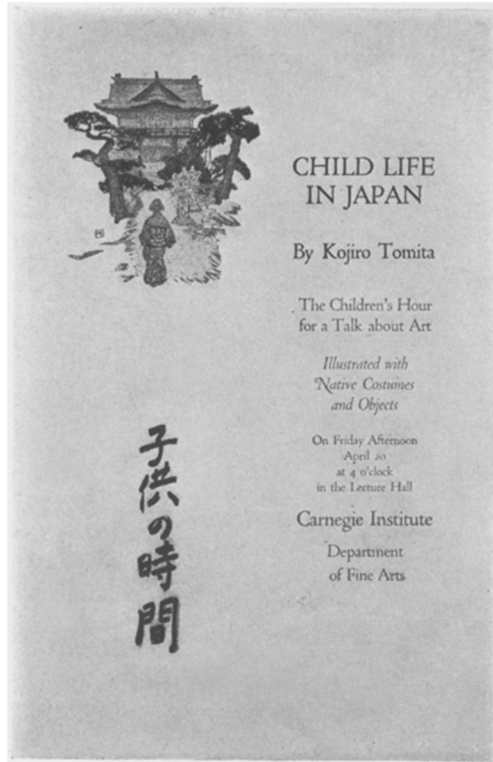 CHILD LIFE
IN JAPAN
By Kojiro Tomita
The Children's Hour
for a Talk about Art
Illustrated with
Native Costumes
and Objects
On Friday Afternoon
April 20
at 4 o'clock
in the Lecture Hall
Carnegie Institute
Department
of Fine Arts
子供の時間